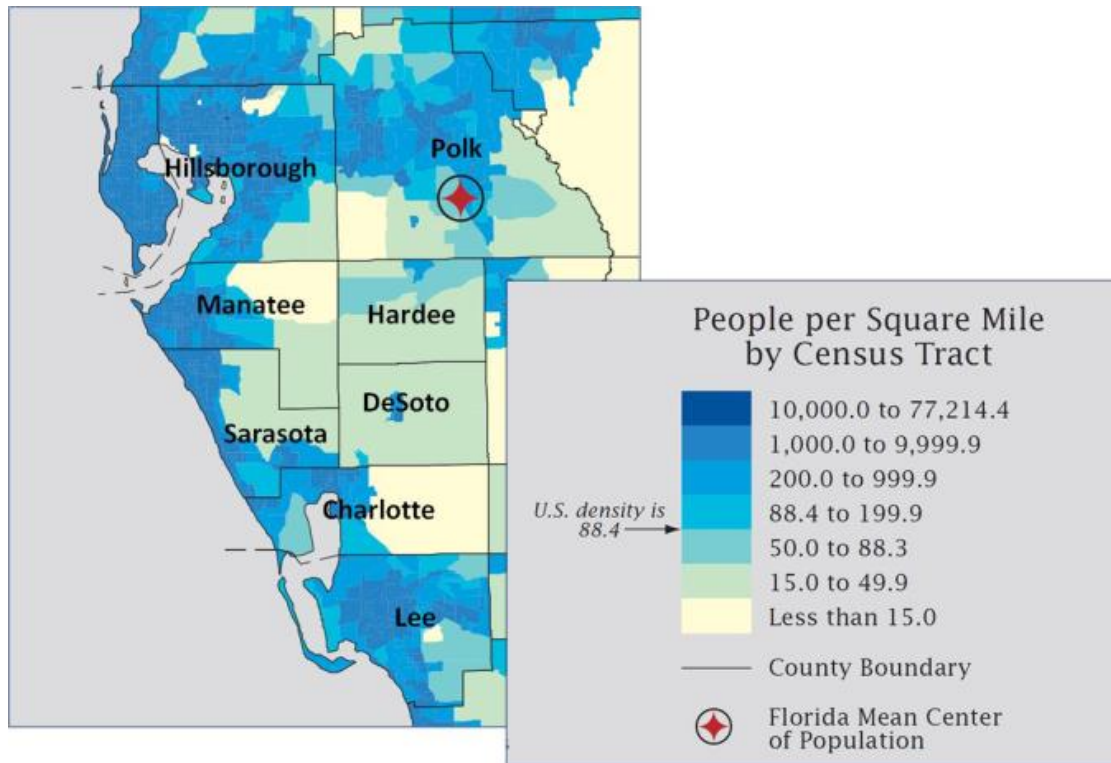 Polk
Hillsborough
Manatee
Hardee
DeSoto
Sarasota
Charlotte
Lee
People per Square Mile
by Census Tract
10,000.0 to 77,214.4
1,000.0 to 9,999.9
200.0 to 999.9
88.4 to 199.9
50.0 to 88.3
15.0 to 49.9
Less than 15.0
U.S. density is
88.4
County Boundary
Florida Mean Center
of Population